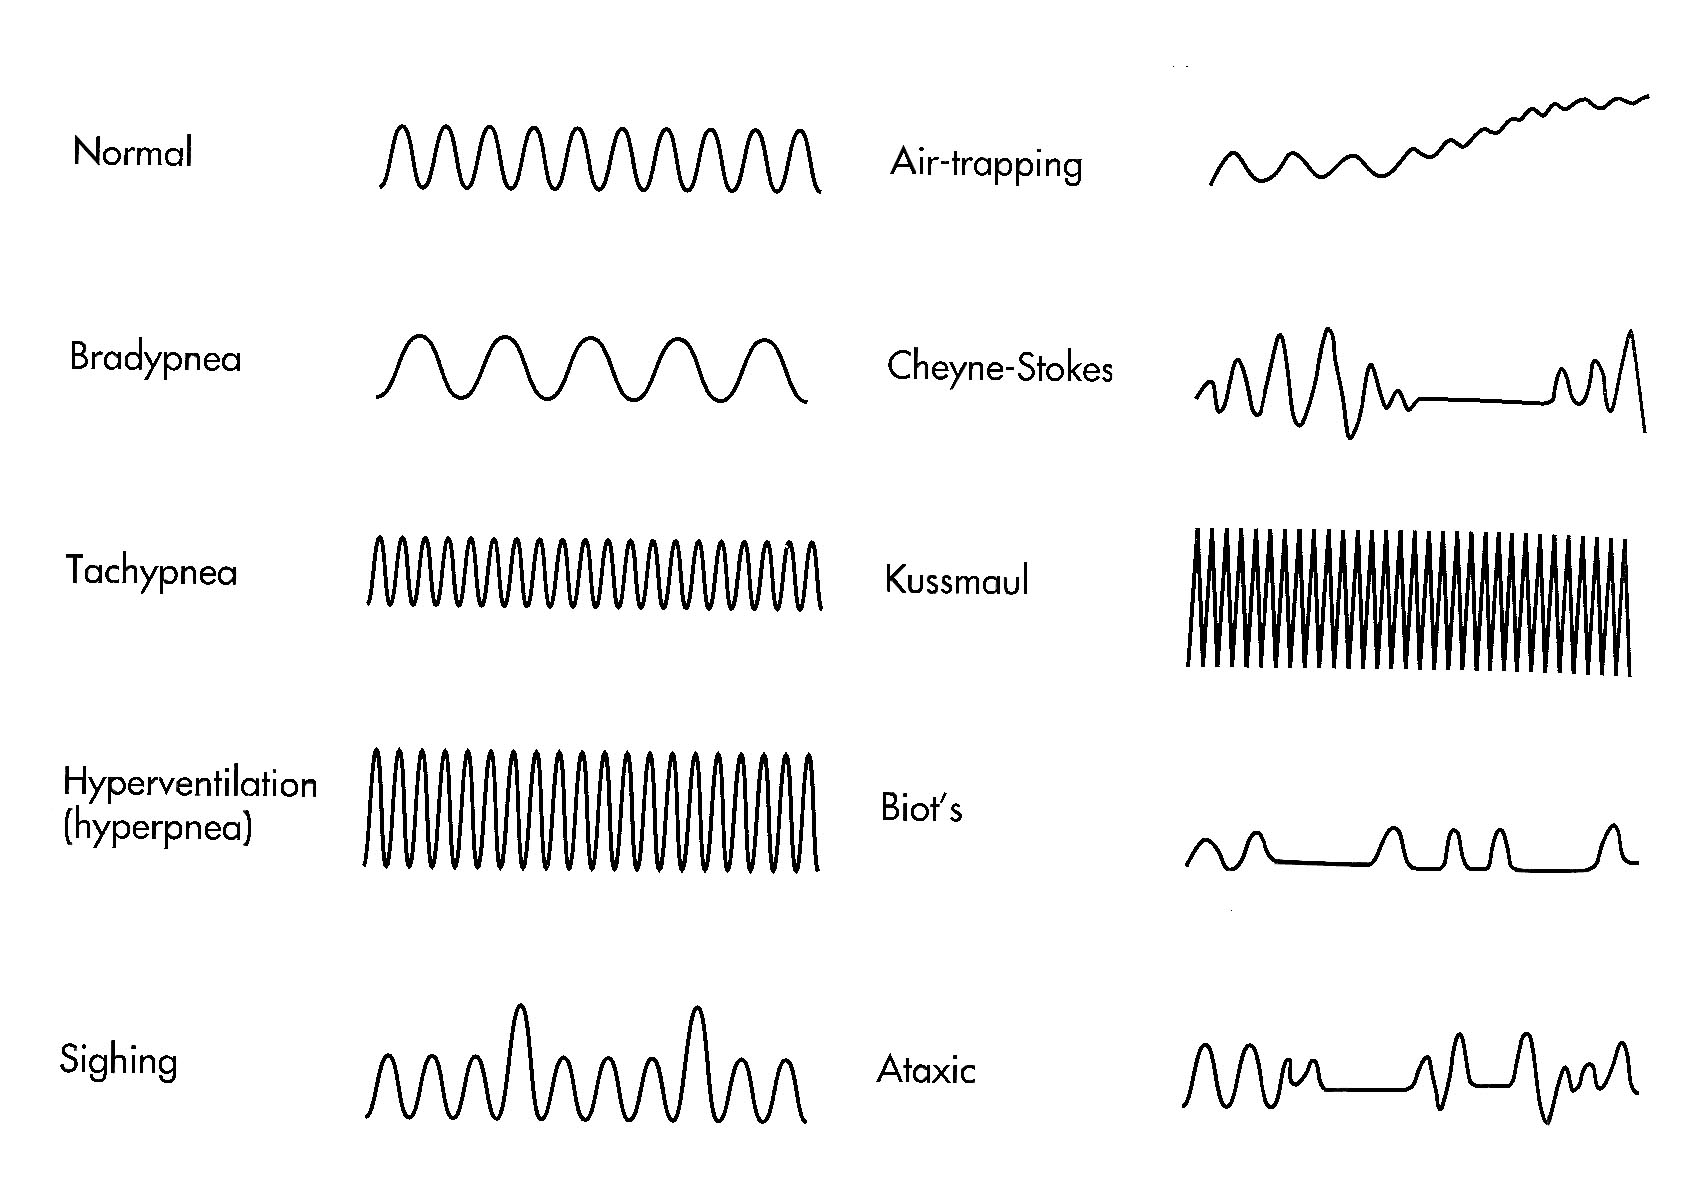 Normal
Bradypnea
Tachypnea
Hyperventilation
(hyperpnea)
Sighing
Air-trapping
Cheyne-Stokes
Kussmaul
Biot's
Ataxic